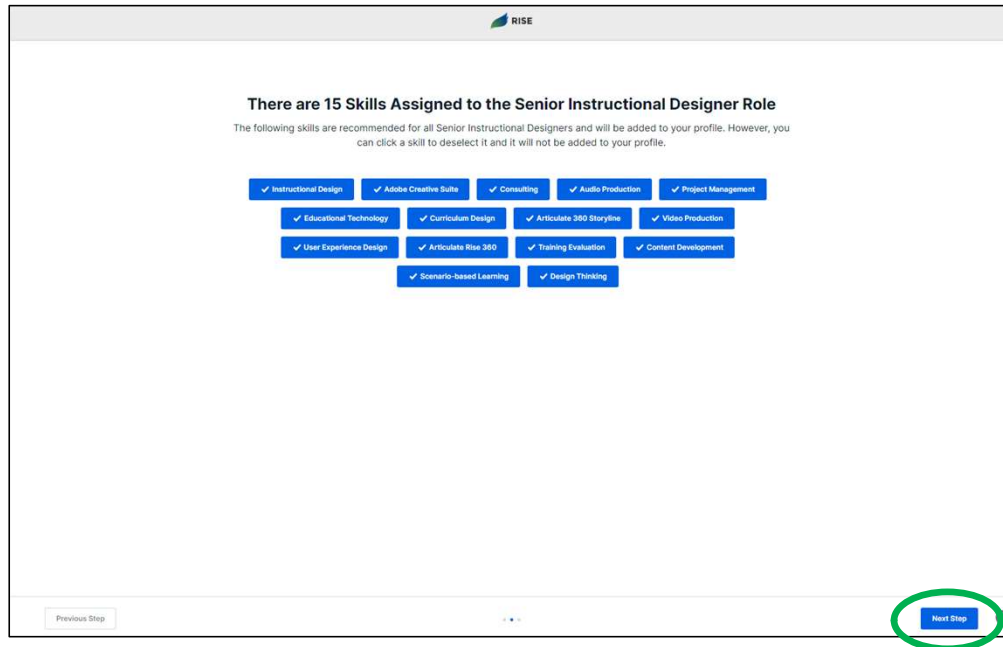 RISE
There are 15 Skills Assigned to the Senior Instructional Designer Role
The following skills are recommended for all Senior Instructional Designers and will be added to your profile. However, you
can click a skill to deselect it and it will not be added to your profile.
Instructional Design Adobe Creative Suite Consulting Audio Production Project Management
Educational Technology Curriculum Design Articulate 360 Storyline Video Production
User Experience Design Articulate Rise 360 Training Evaluation Content Development
Scenario-based Learning Design Thinking
Previous Step Next Step